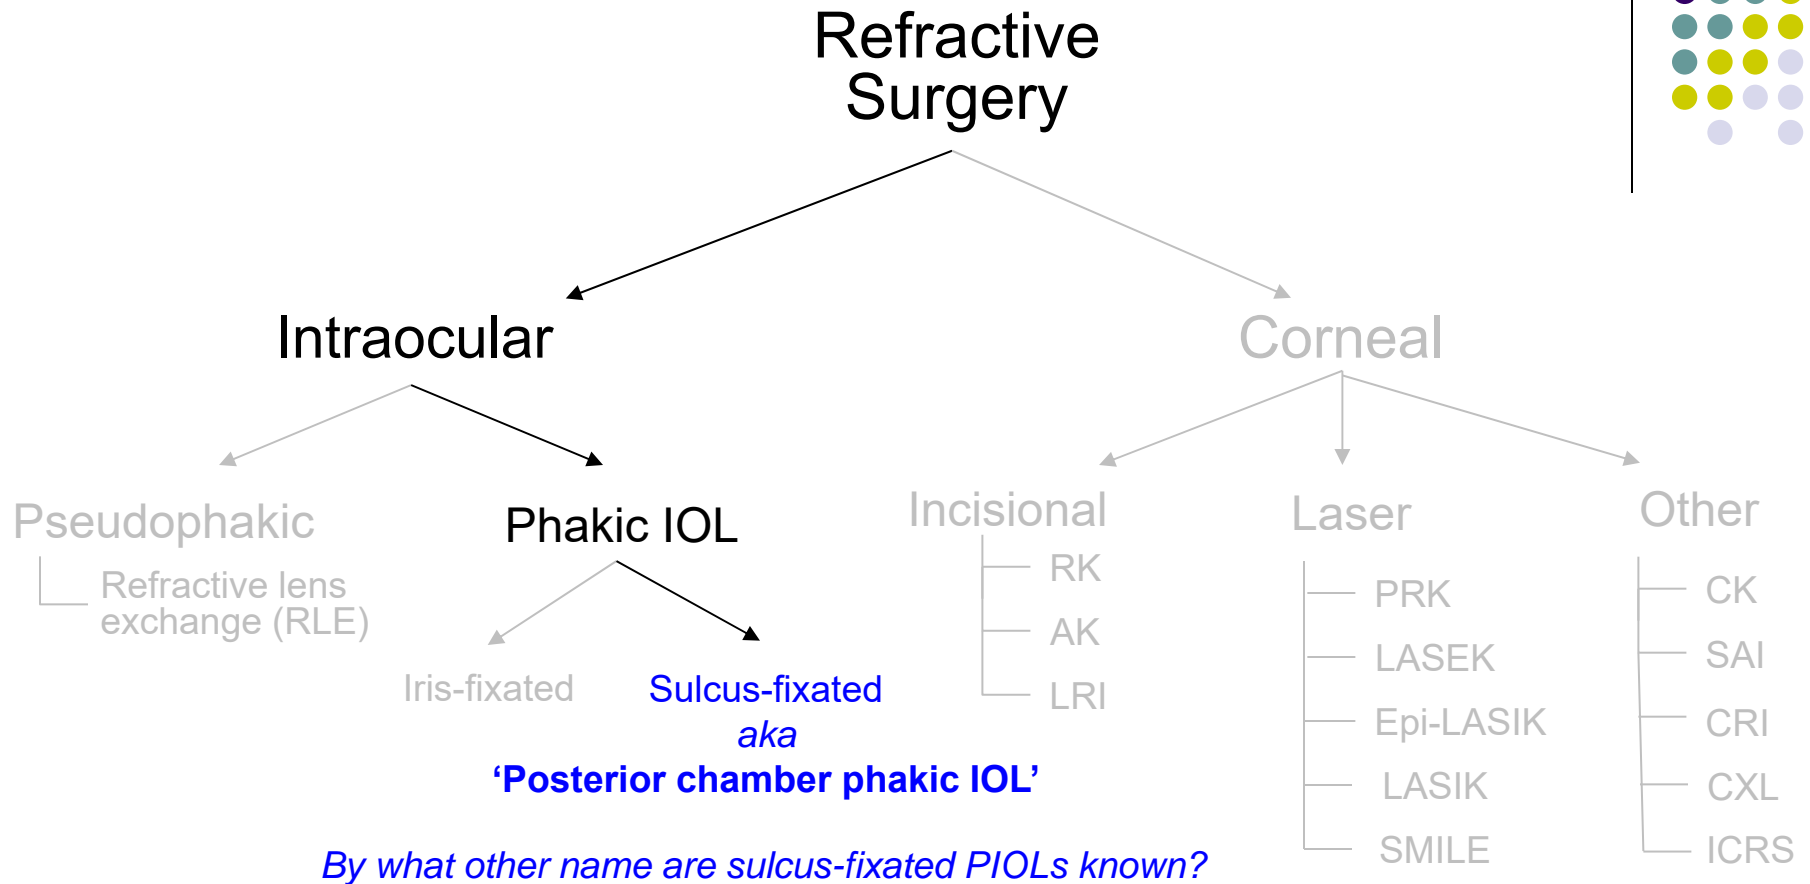 Refractive
Surgery
Intraocular
Corneal
Pseudophakic
Refractive lens
exchange (RLE)
Phakic IOL
Iris-fixated
Sulcus-fixated
aka
‘Posterior chamber phakic IOL’
By what other name are sulcus-fixated PIOLs known?
Incisional
RK
AK
LRI
Laser
PRK
LASEK
Epi-LASIK
LASIK
SMILE
Other
CK
SAI
CRI
CXL
ICRS